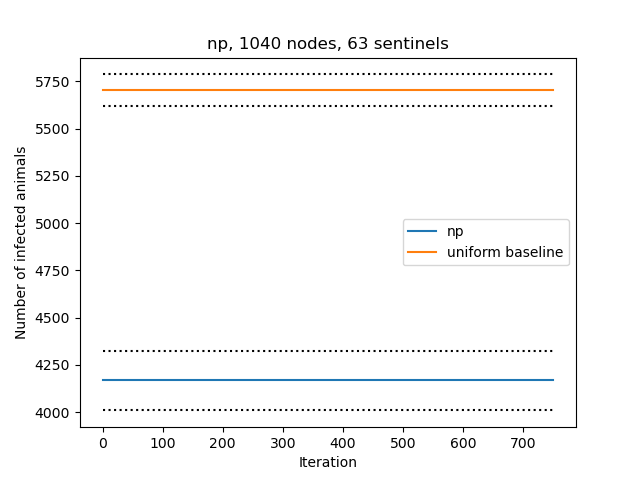 np, 1040 nodes, 63 sentinels
Number of infected animals
5750
5500
5250
5000
4750
4500
4250
4000
np
uniform baseline
0 100 200 300 400 500 600 700
Iteration